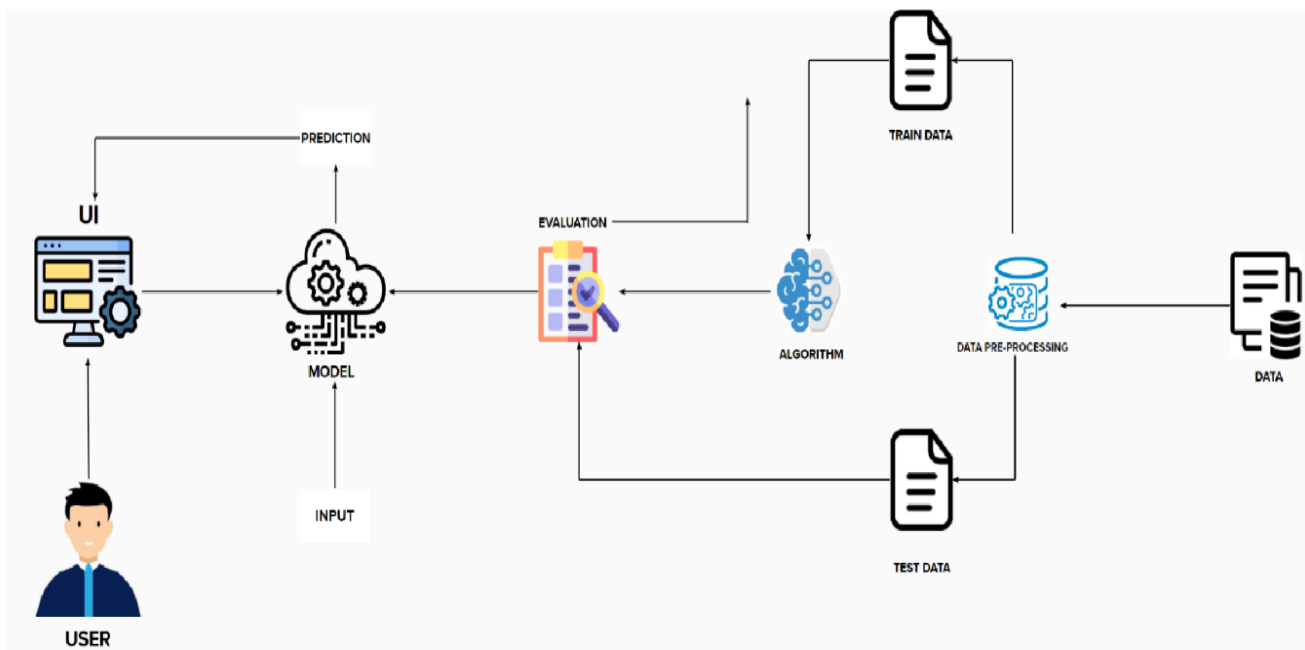 TRAIN DATA
PREDICTION
UI
EVALUATION
DATA PRE-PROCESSING
ALGORITHM
MODEL
DATA
INPUT
TEST DATA
USER